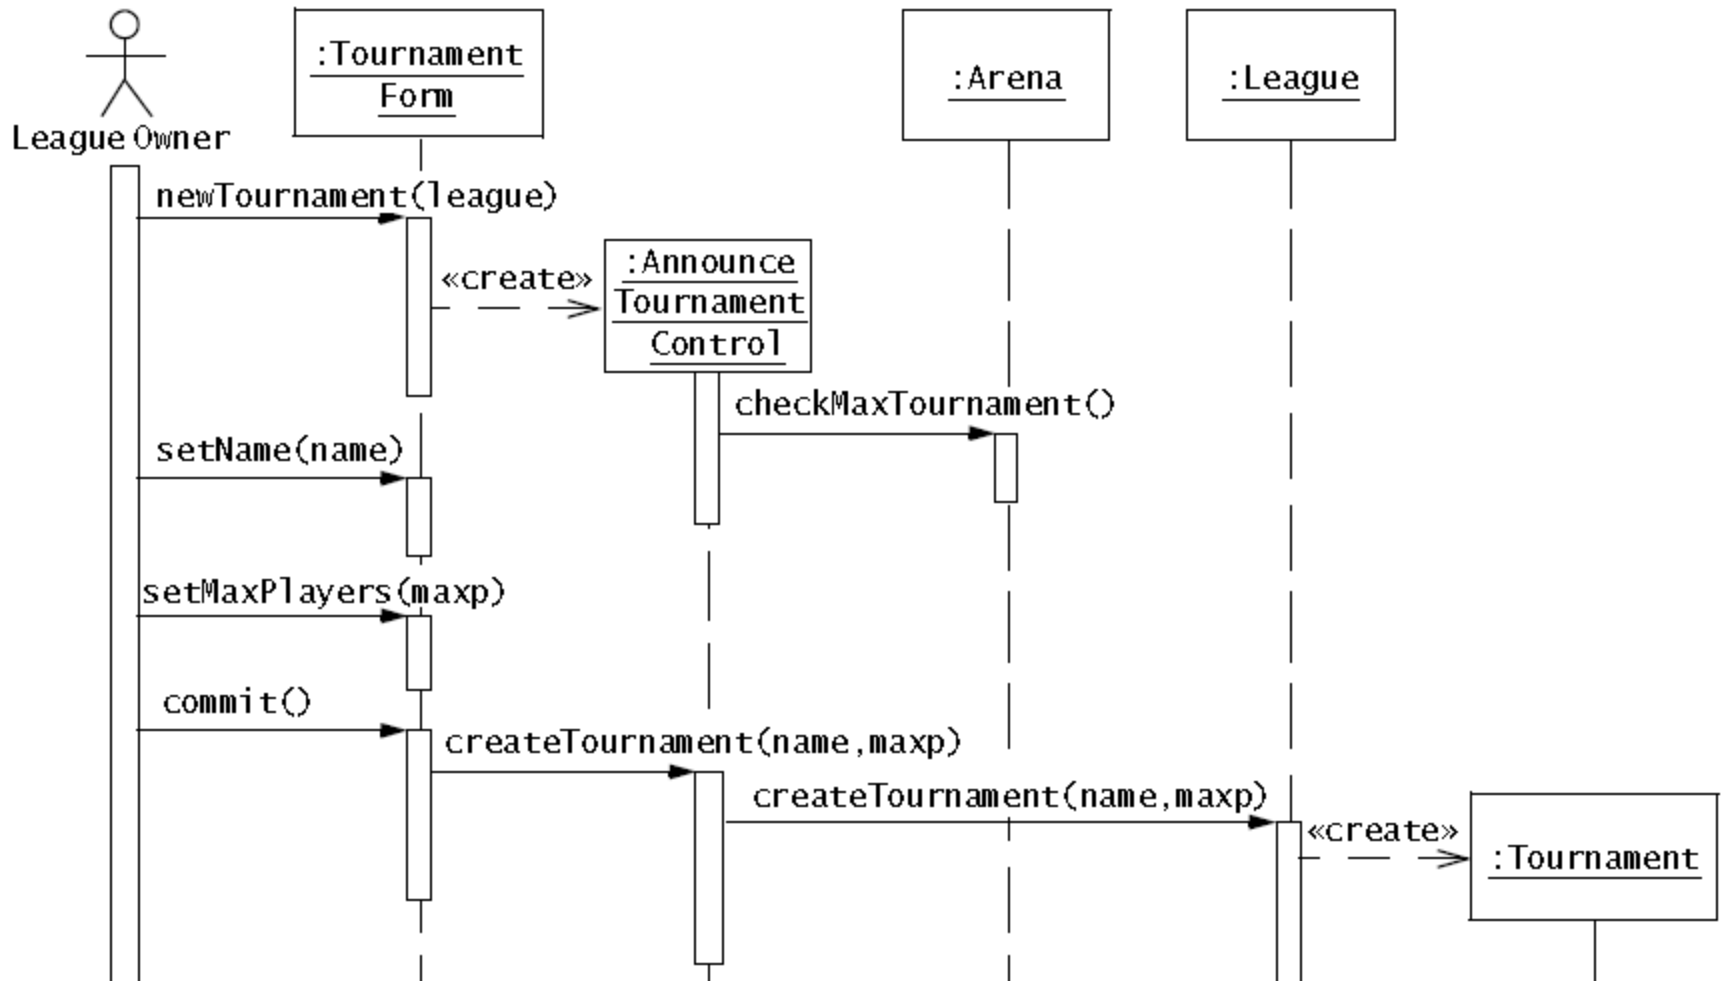 :Tournament
Form
:Arena
:League
League Owner
newTournament(league)
«create»
:Announce
Tournament
Control
checkMaxTournament()
setName(name)
setMaxPlayers(maxp)
commit()
createTournament(name,maxp)
createTournament(name,maxp)
«create»
:Tournament